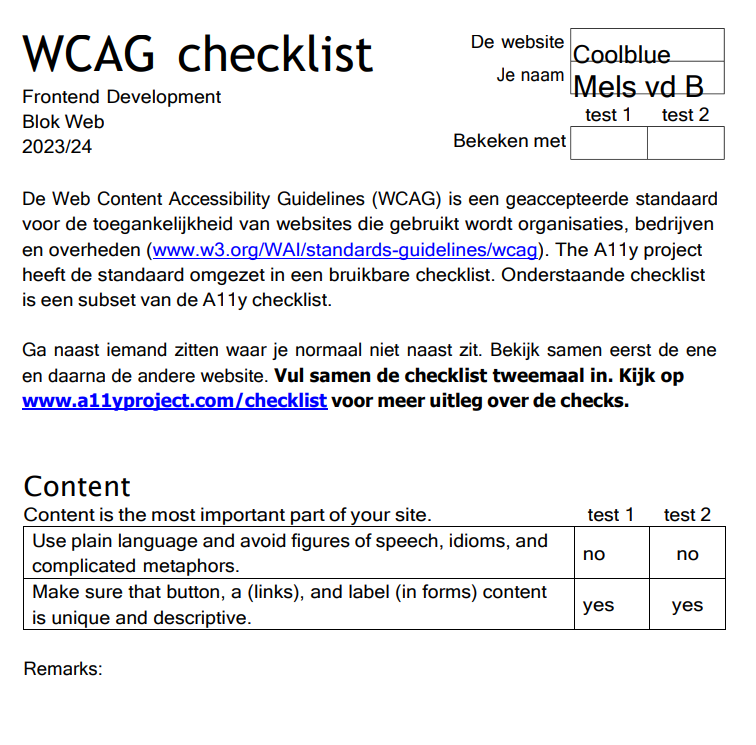 WCAG checklist
Frontend Development
Blok Web
2023/24
De website Coolblue
Je naam Mels vd B
test 1 test 2
Bekeken met
De Web Content Accessibility Guidelines (WCAG) is een geaccepteerde standaard
voor de toegankelijkheid van websites die gebruikt wordt organisaties, bedrijven
en overheden (www.w3.org/WAI/standards-guidelines/wcag). The A11y project
heeft de standaard omgezet in een bruikbare checklist. Onderstaande checklist
is een subset van de A11y checklist.
Ga naast iemand zitten waar je normaal niet naast zit. Bekijk samen eerst de ene
en daarna de andere website. Vul samen de checklist tweemaal in. Kijk op
www.a11yproject.com/checklist voor meer uitleg over de checks.
Content
Content is the most important part of your site. test 1 test 2
Use plain language and avoid figures of speech, idioms, and
complicated metaphors. no no
Make sure that button, a (links), and label (in forms) content
is unique and descriptive. yes yes
Remarks: